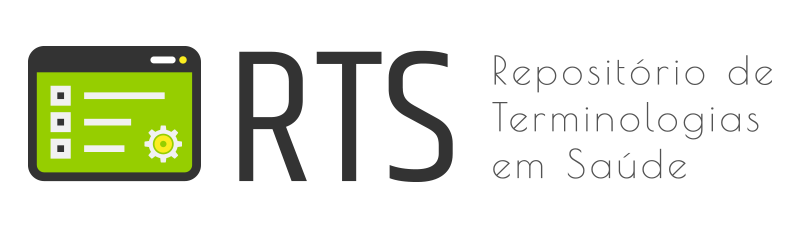 RTS
Repositório de
Terminologias
em Saúde